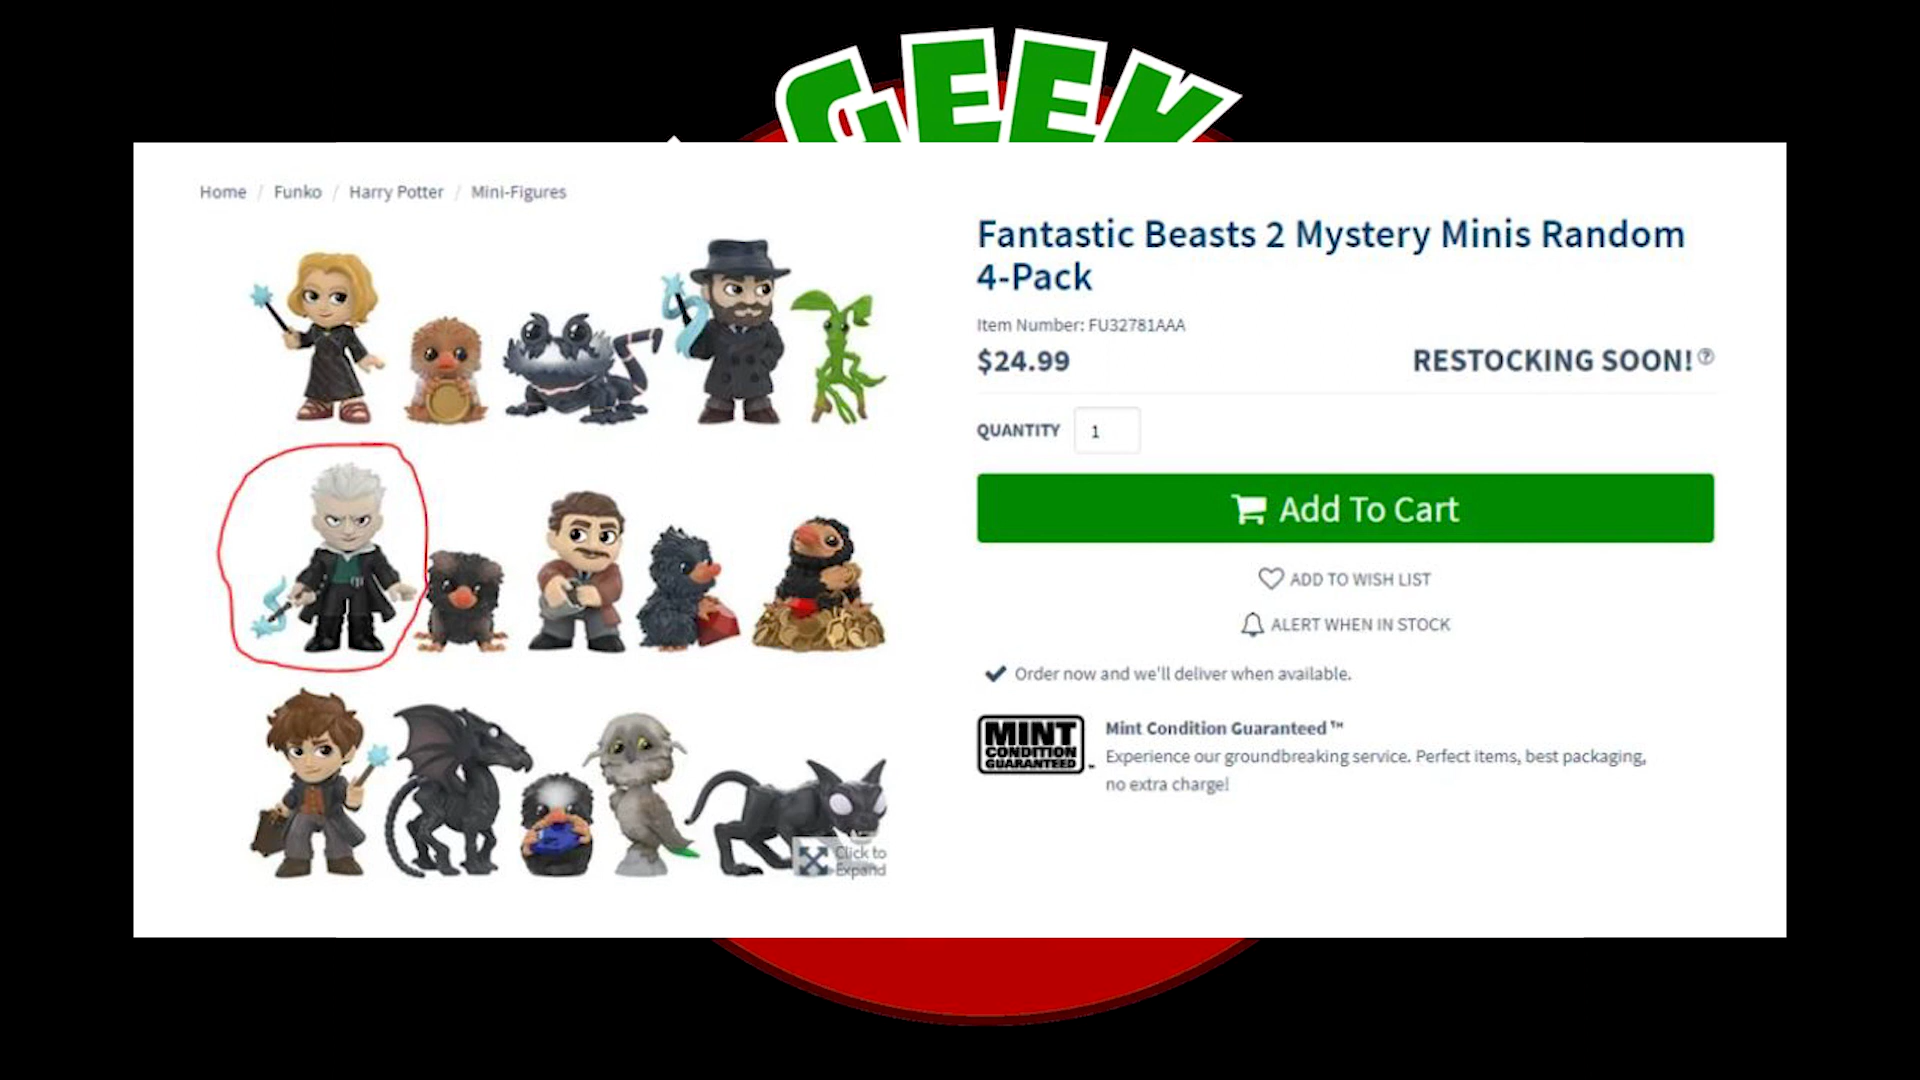 GEEK
Home / Funko / Harry Potter / Mini-Figures
Fantastic Beasts 2 Mystery Minis Random
4-Pack
Item Number: FU32781AAA
$24.99
RESTOCKING SOON! ?
QUANTITY 1
Add To Cart
ADD TO WISH LIST
ALERT WHEN IN STOCK
Order now and we'll deliver when available.
MINT
CONDITION
GUARANTEED
Mint Condition Guaranteed ™
Experience our groundbreaking service. Perfect items, best packaging,
no extra charge!
Click to
Expand